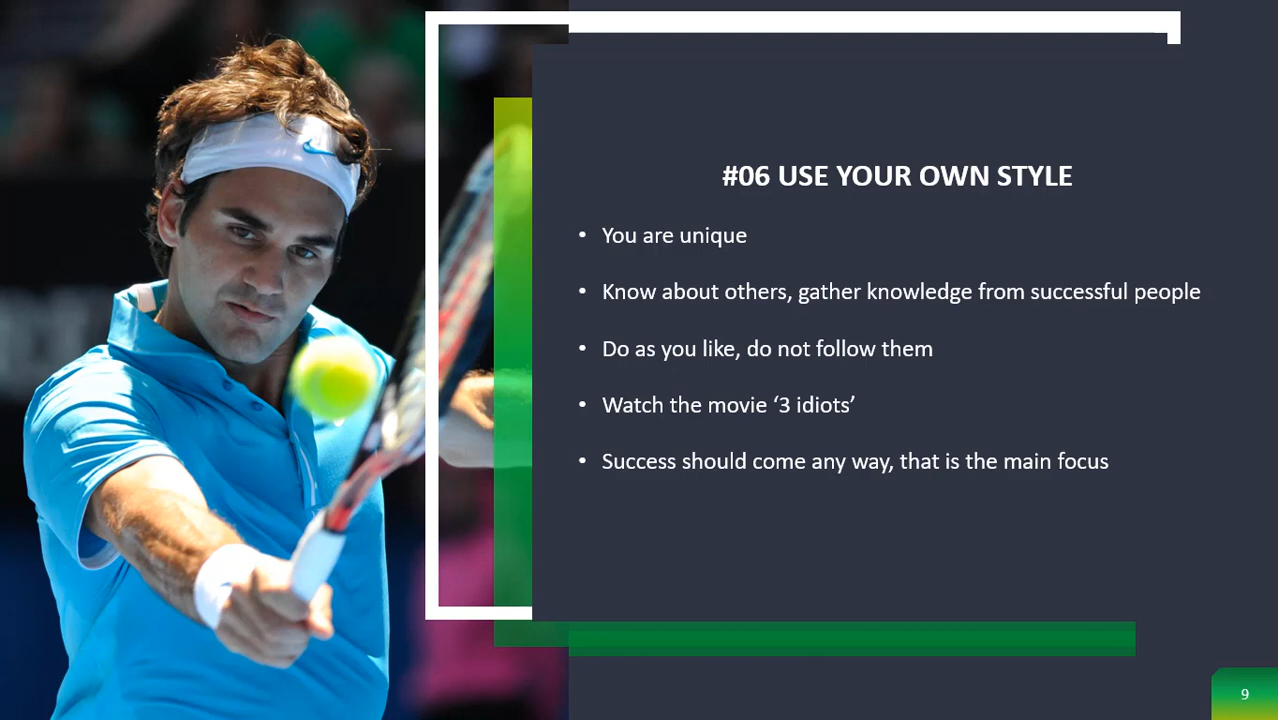 #06 USE YOUR OWN STYLE
• You are unique
• Know about others, gather knowledge from successful people
• Do as you like, do not follow them
• Watch the movie ‘3 idiots’
• Success should come any way, that is the main focus
9